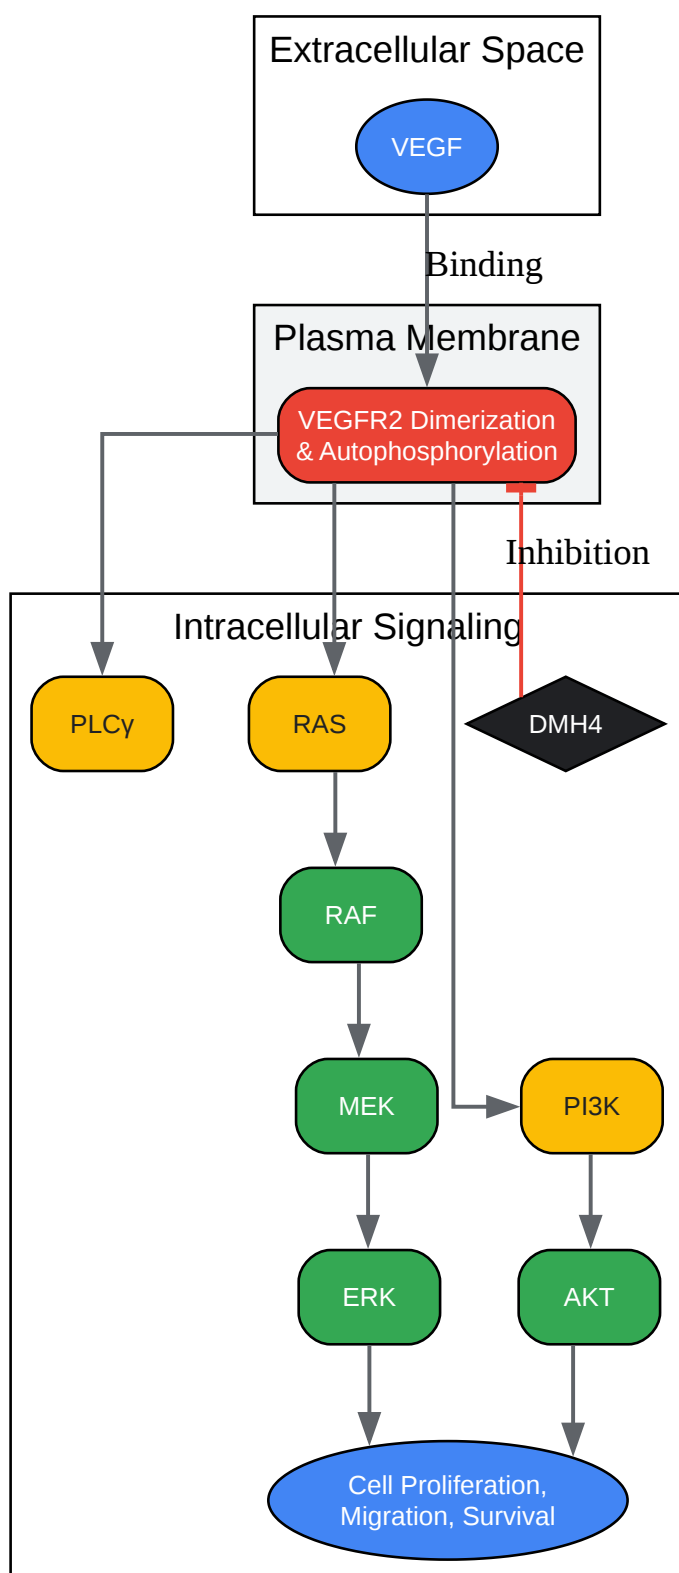 Extracellular Space
VEGF
Binding
Plasma Membrane
VEGFR2 Dimerization
& Autophosphorylation
Inhibition
Intracellular Signaling
PLCγ
RAS
DMH4
RAF
MEK
PI3K
ERK
AKT
Cell Proliferation,
Migration, Survival